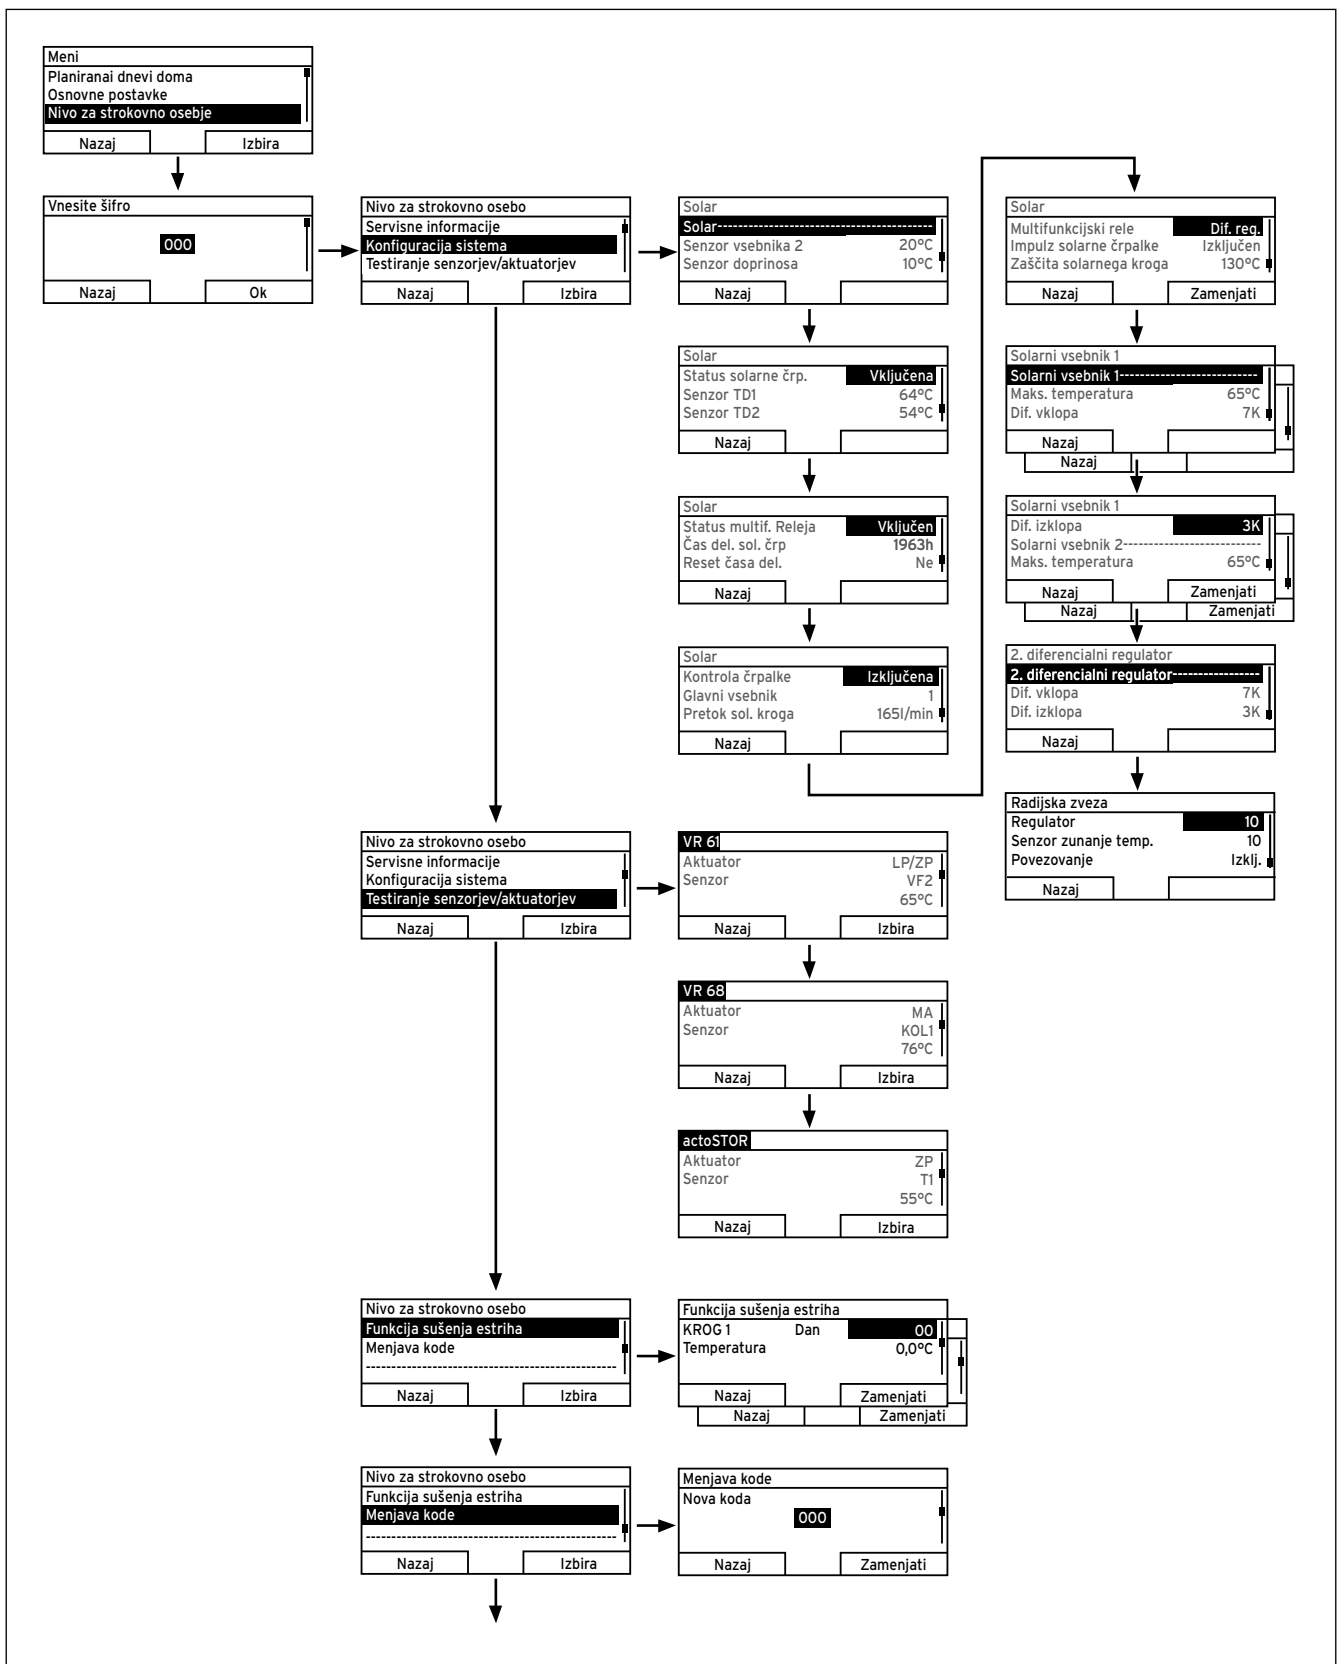 Meni
Planiranai dnevi doma
Osnovne postavke
Nivo za strokovno osebje
Nazaj Izbira
Vnesite šifro
000
Nazaj Ok
Nivo za strokovno osebo
Servisne informacije
Konfiguracija sistema
Testiranje senzorjev/aktuatorjev
Nazaj Izbira
Solar
Solar------------------------------------------
Senzor vsebnika 2 20°C
Senzor doprinosa 10°C
Nazaj
Solar
Status solarne črp. Vključena
Senzor TD1 64°C
Senzor TD2 54°C
Nazaj
Solar
Status multif. Releja Vključen
Čas del. sol. črp 1963h
Reset časa del. Ne
Nazaj
Solar
Kontrola črpalke Izključena
Glavni vsebnik 1
Pretok sol. kroga 165l/min
Nazaj
Solar
Multifunkcijski rele Dif. reg.
Impulz solarne črpalke Izključen
Zaščita solarnega kroga 130°C
Nazaj Zamenjati
Solarni vsebnik 1
Solarni vsebnik 1---------------------------
Maks. temperatura 65°C
Dif. vklopa 7K
Nazaj
Nazaj
Solarni vsebnik 1
Dif. izklopa 3K
Solarni vsebnik 2---------------------------
Maks. temperatura 65°C
Nazaj Zamenjati
Nazaj Zamenjati
2. diferencialni regulator
2. diferencialni regulator-----------------
Dif. vklopa 7K
Dif. izklopa 3K
Nazaj
Radijska zveza
Regulator 10
Senzor zunanje temp. 10
Povezovanje Izklj.
Nazaj
Nivo za strokovno osebo
Servisne informacije
Konfiguracija sistema
Testiranje senzorjev/aktuatorjev
Nazaj Izbira
VR 61
Aktuator LP/ZP
Senzor VF2
65°C
Nazaj Izbira
VR 68
Aktuator MA
Senzor KOL1
76°C
Nazaj Izbira
actoSTOR
Aktuator ZP
Senzor T1
55°C
Nazaj Izbira
Nivo za strokovno osebo
Funkcija sušenja estriha
Menjava kode
--------------------------------------------------
Nazaj Izbira
Funkcija sušenja estriha
KROG 1 Dan 00
Temperatura 0,0°C
Nazaj Zamenjati
Nazaj Zamenjati
Nivo za strokovno osebo
Funkcija sušenja estriha
Menjava kode
--------------------------------------------------
Nazaj Izbira
Menjava kode
Nova koda
000
Nazaj Zamenjati